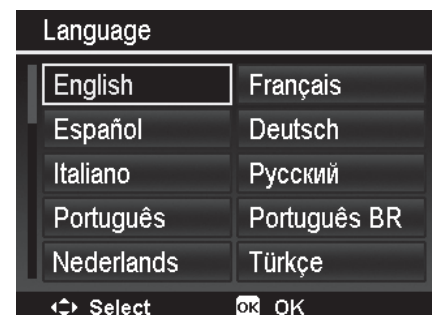 Language
English Français
Español Deutsch
Italiano Русский
Português Português BR
Nederlands Türkçe
Select OK OK